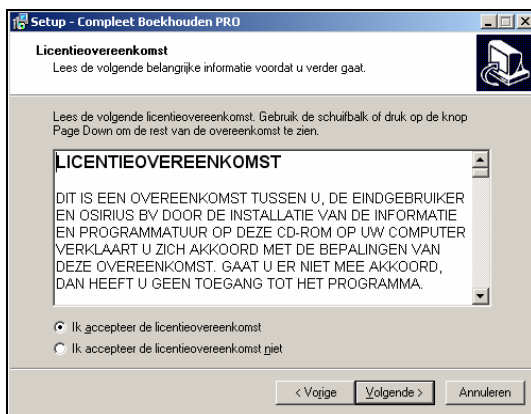 Setup - Compleet Boekhouden PRO
Licentieovereenkomst
Lees de volgende belangrijke informatie voordat u verder gaat.
Lees de volgende licentieovereenkomst. Gebruik de schuifbalk of druk op de knop
Page Down om de rest van de overeenkomst te zien.
LICENTIEOVEREENKOMST
DIT IS EEN OVEREENKOMST TUSSEN U, DE EINDGEBRUIKER
EN OSIRIUS BV DOOR DE INSTALLATIE VAN DE INFORMATIE
EN PROGRAMMATUUR OP DEZE CD-ROM OP UW COMPUTER
VERKLAART U ZICH AKKOORD MET DE BEPALINGEN VAN
DEZE OVEREENKOMST. GAAT U ER NIET MEE AKKOORD,
DAN HEEFT U GEEN TOEGANG TOT HET PROGRAMMA.
Ik accepteer de licentieovereenkomst
Ik accepteer de licentieovereenkomst niet
< Vorige Volgende > Annuleren